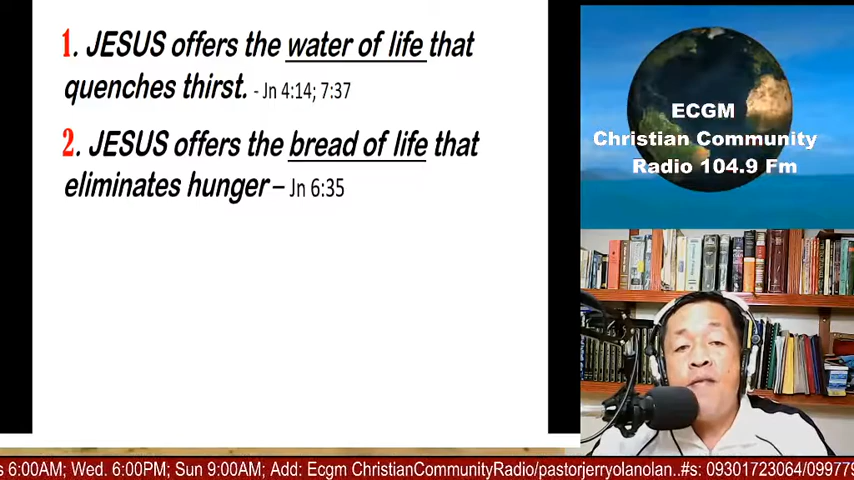 1. JESUS offers the water of life that
quenches thirst. - Jn 4:14; 7:37
2. JESUS offers the bread of life that
eliminates hunger – Jn 6:35
ECGM
Christian Community
Radio 104.9 Fm
s 6:00AM; Wed. 6:00PM; Sun 9:00AM; Add: Ecgm ChristianCommunityRadio/pastorjerryolanolan..#s: 09301723064/099779